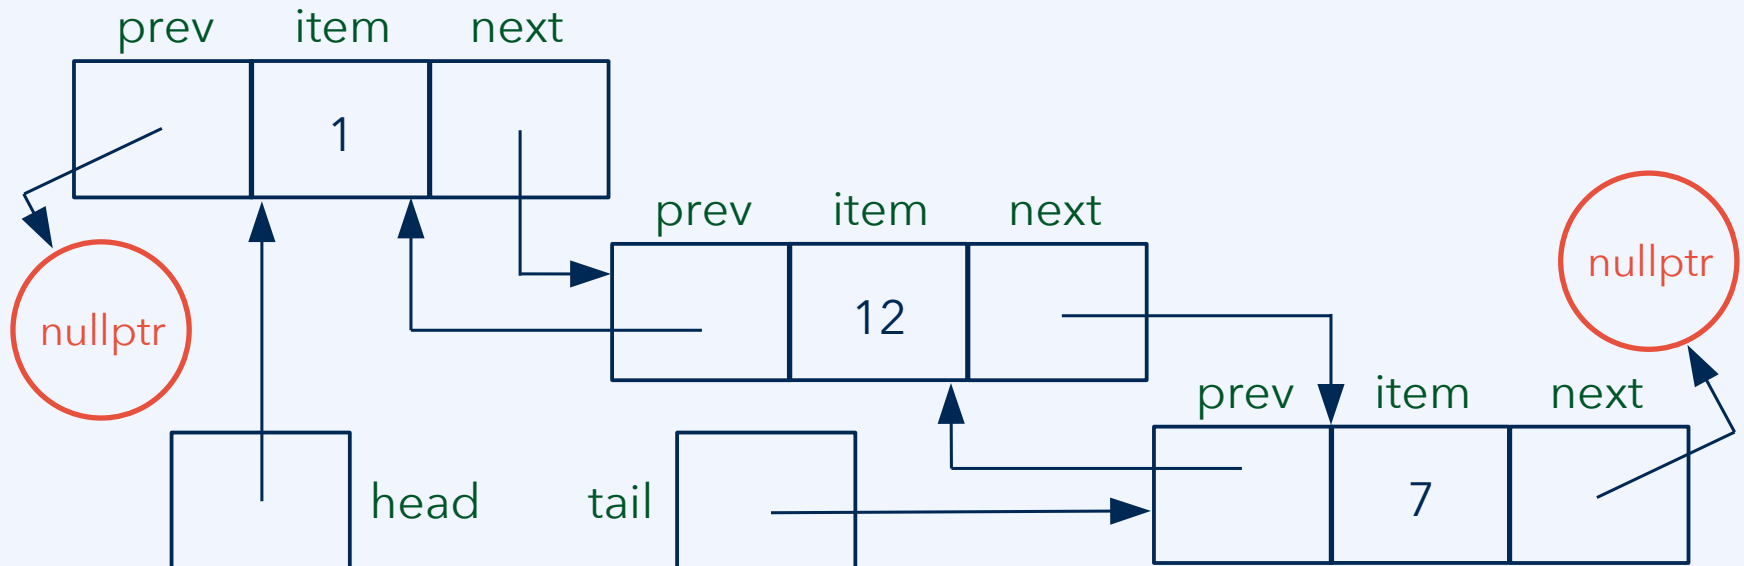 prev item next
1
prev item next
nullptr
12
nullptr
prev item next
head tail
7